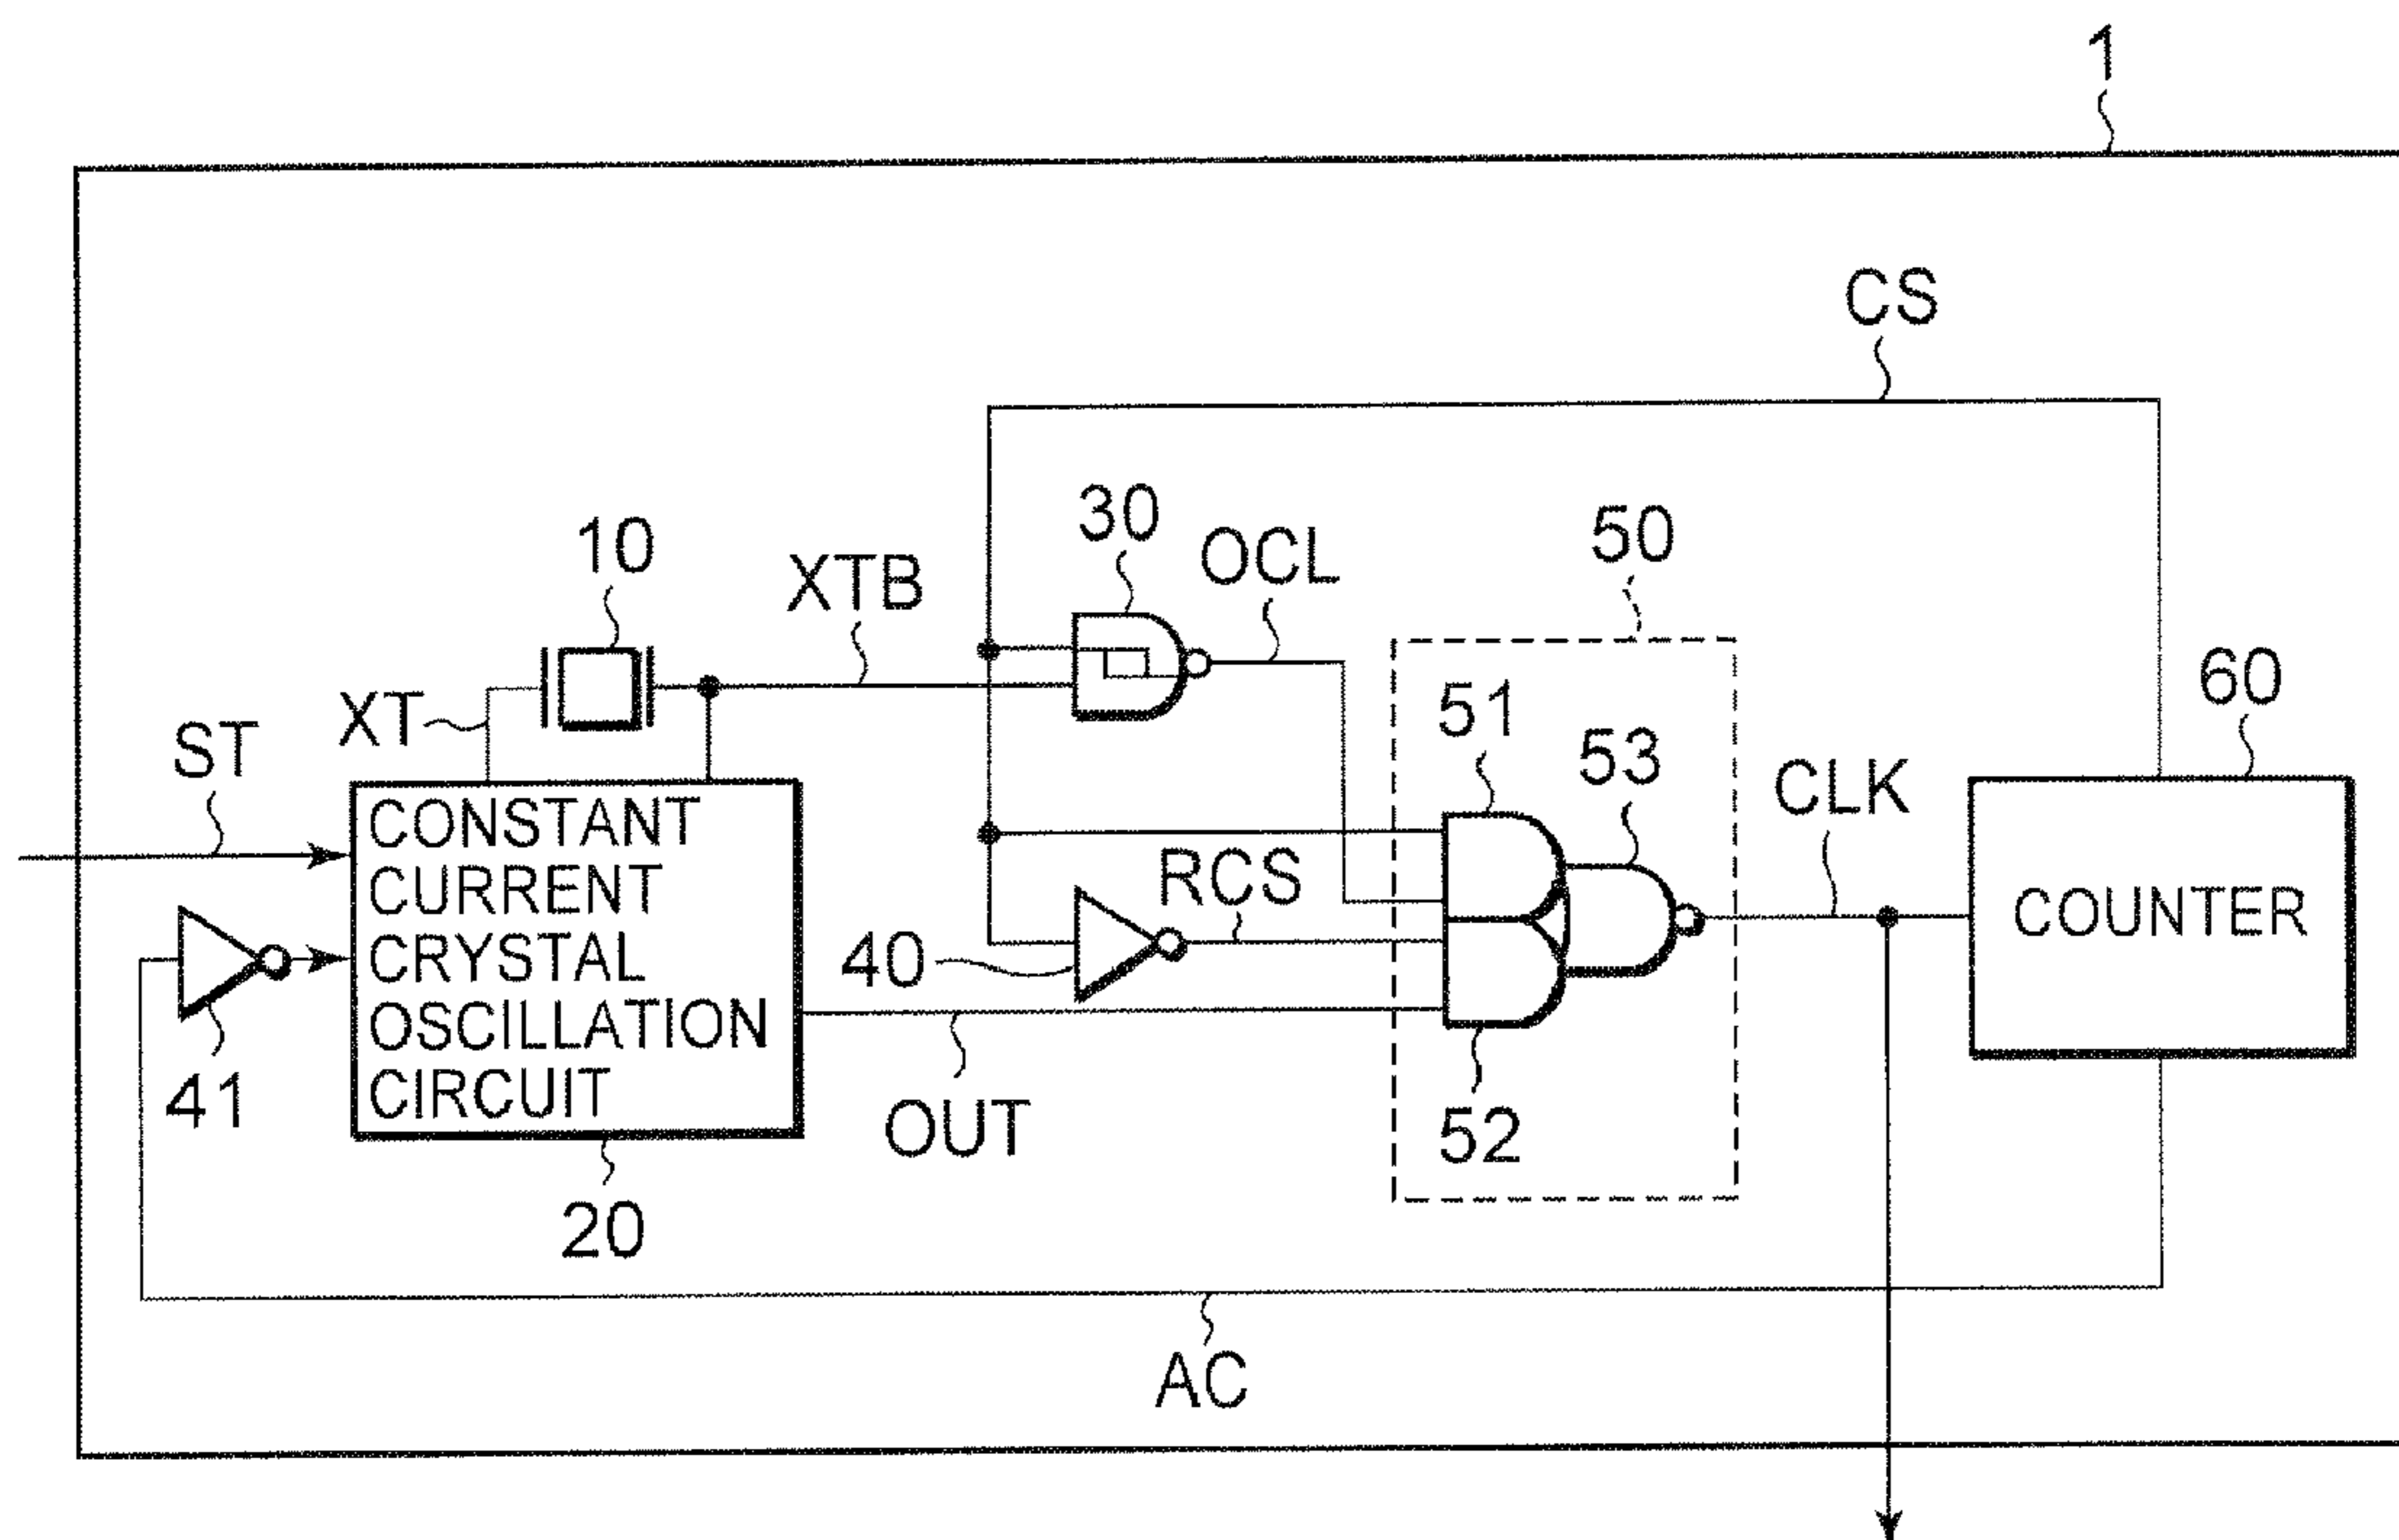 1
CS
30
OCL
50
10
XTB
60
51
XT
53
ST
CLK
CONSTANT
CURRENT
CRYSTAL
OSCILLATION
CIRCUIT
RCS
COUNTER
40
41
OUT
52
20
AC